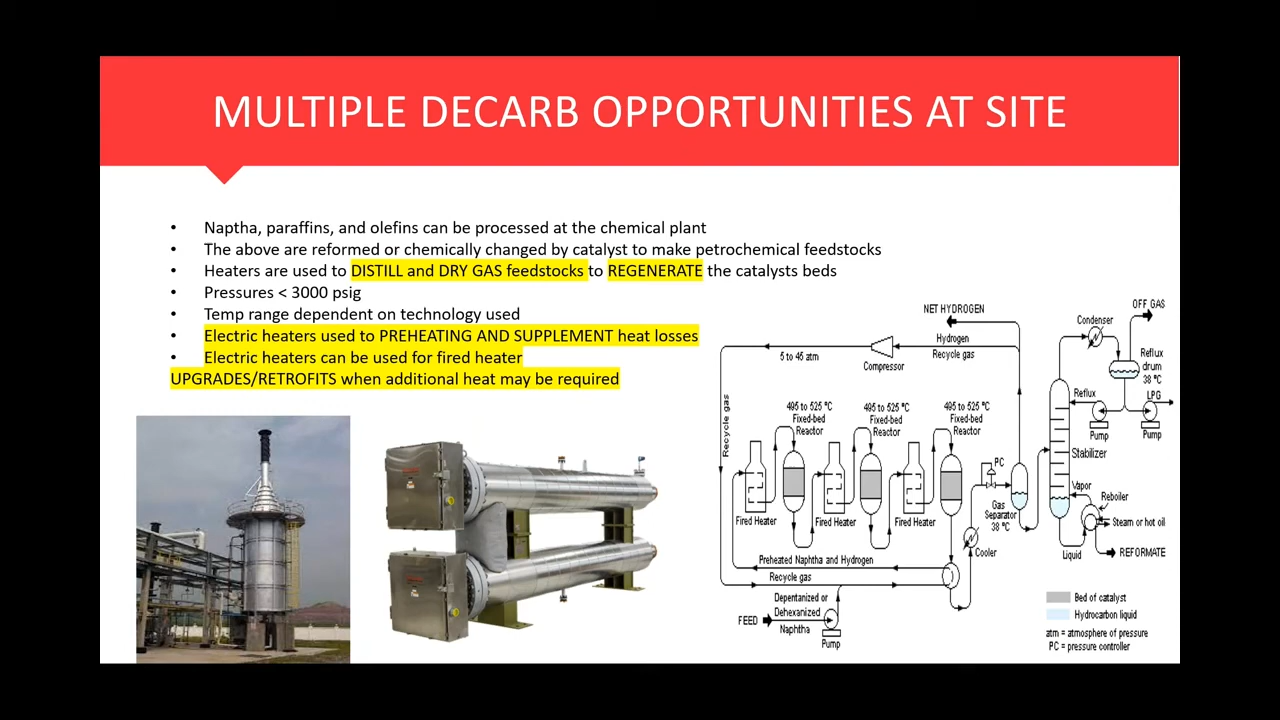 MULTIPLE DECARB OPPORTUNITIES AT SITE
• Naptha, paraffins, and olefins can be processed at the chemical plant
• The above are reformed or chemically changed by catalyst to make petrochemical feedstocks
• Heaters are used to DISTILL and DRY GAS feedstocks to REGENERATE the catalysts beds
• Pressures < 3000 psig
• Temp range dependent on technology used
• Electric heaters used to PREHEATING AND SUPPLEMENT heat losses
• Electric heaters can be used for fired heater
UPGRADES/RETROFITS when additional heat may be required
NET HYDROGEN
OFF GAS
Condenser
Hydrogen
Recycle gas
5 to 45 atm
Compressor
Reflux
drum
38 ºC
Recycle gas
Reflux
LPG
Pump
Pump
495 to 525 ºC
Fixed-bed
Reactor
495 to 525 ºC
Fixed-bed
Reactor
495 to 525 ºC
Fixed-bed
Reactor
Stabilizer
PC
Vapor
Reboiler
Gas
Separator
38 ºC
Fired Heater
Fired Heater
Fired Heater
Steam or hot oil
Cooler
Liquid
REFORMATE
Preheated Naphtha and Hydrogen
Recycle gas
Depentanized or
Dehexanized
Naphtha
FEED
Pump
Bed of catalyst
Hydrocarbon liquid
atm = atmosphere of pressure
PC = pressure controller